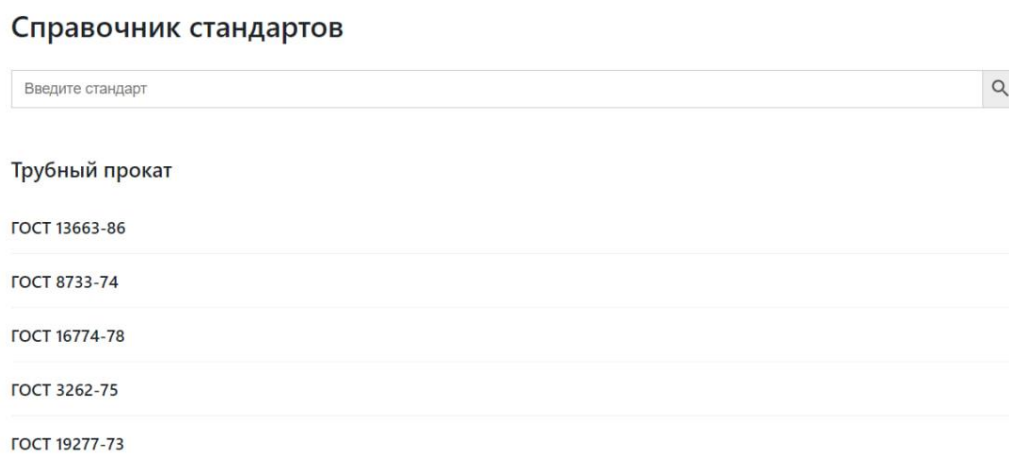 Справочник стандартов
Введите стандарт
Трубный прокат
ГОСТ 13663-86
ГОСТ 8733-74
ГОСТ 16774-78
ГОСТ 3262-75
ГОСТ 19277-73